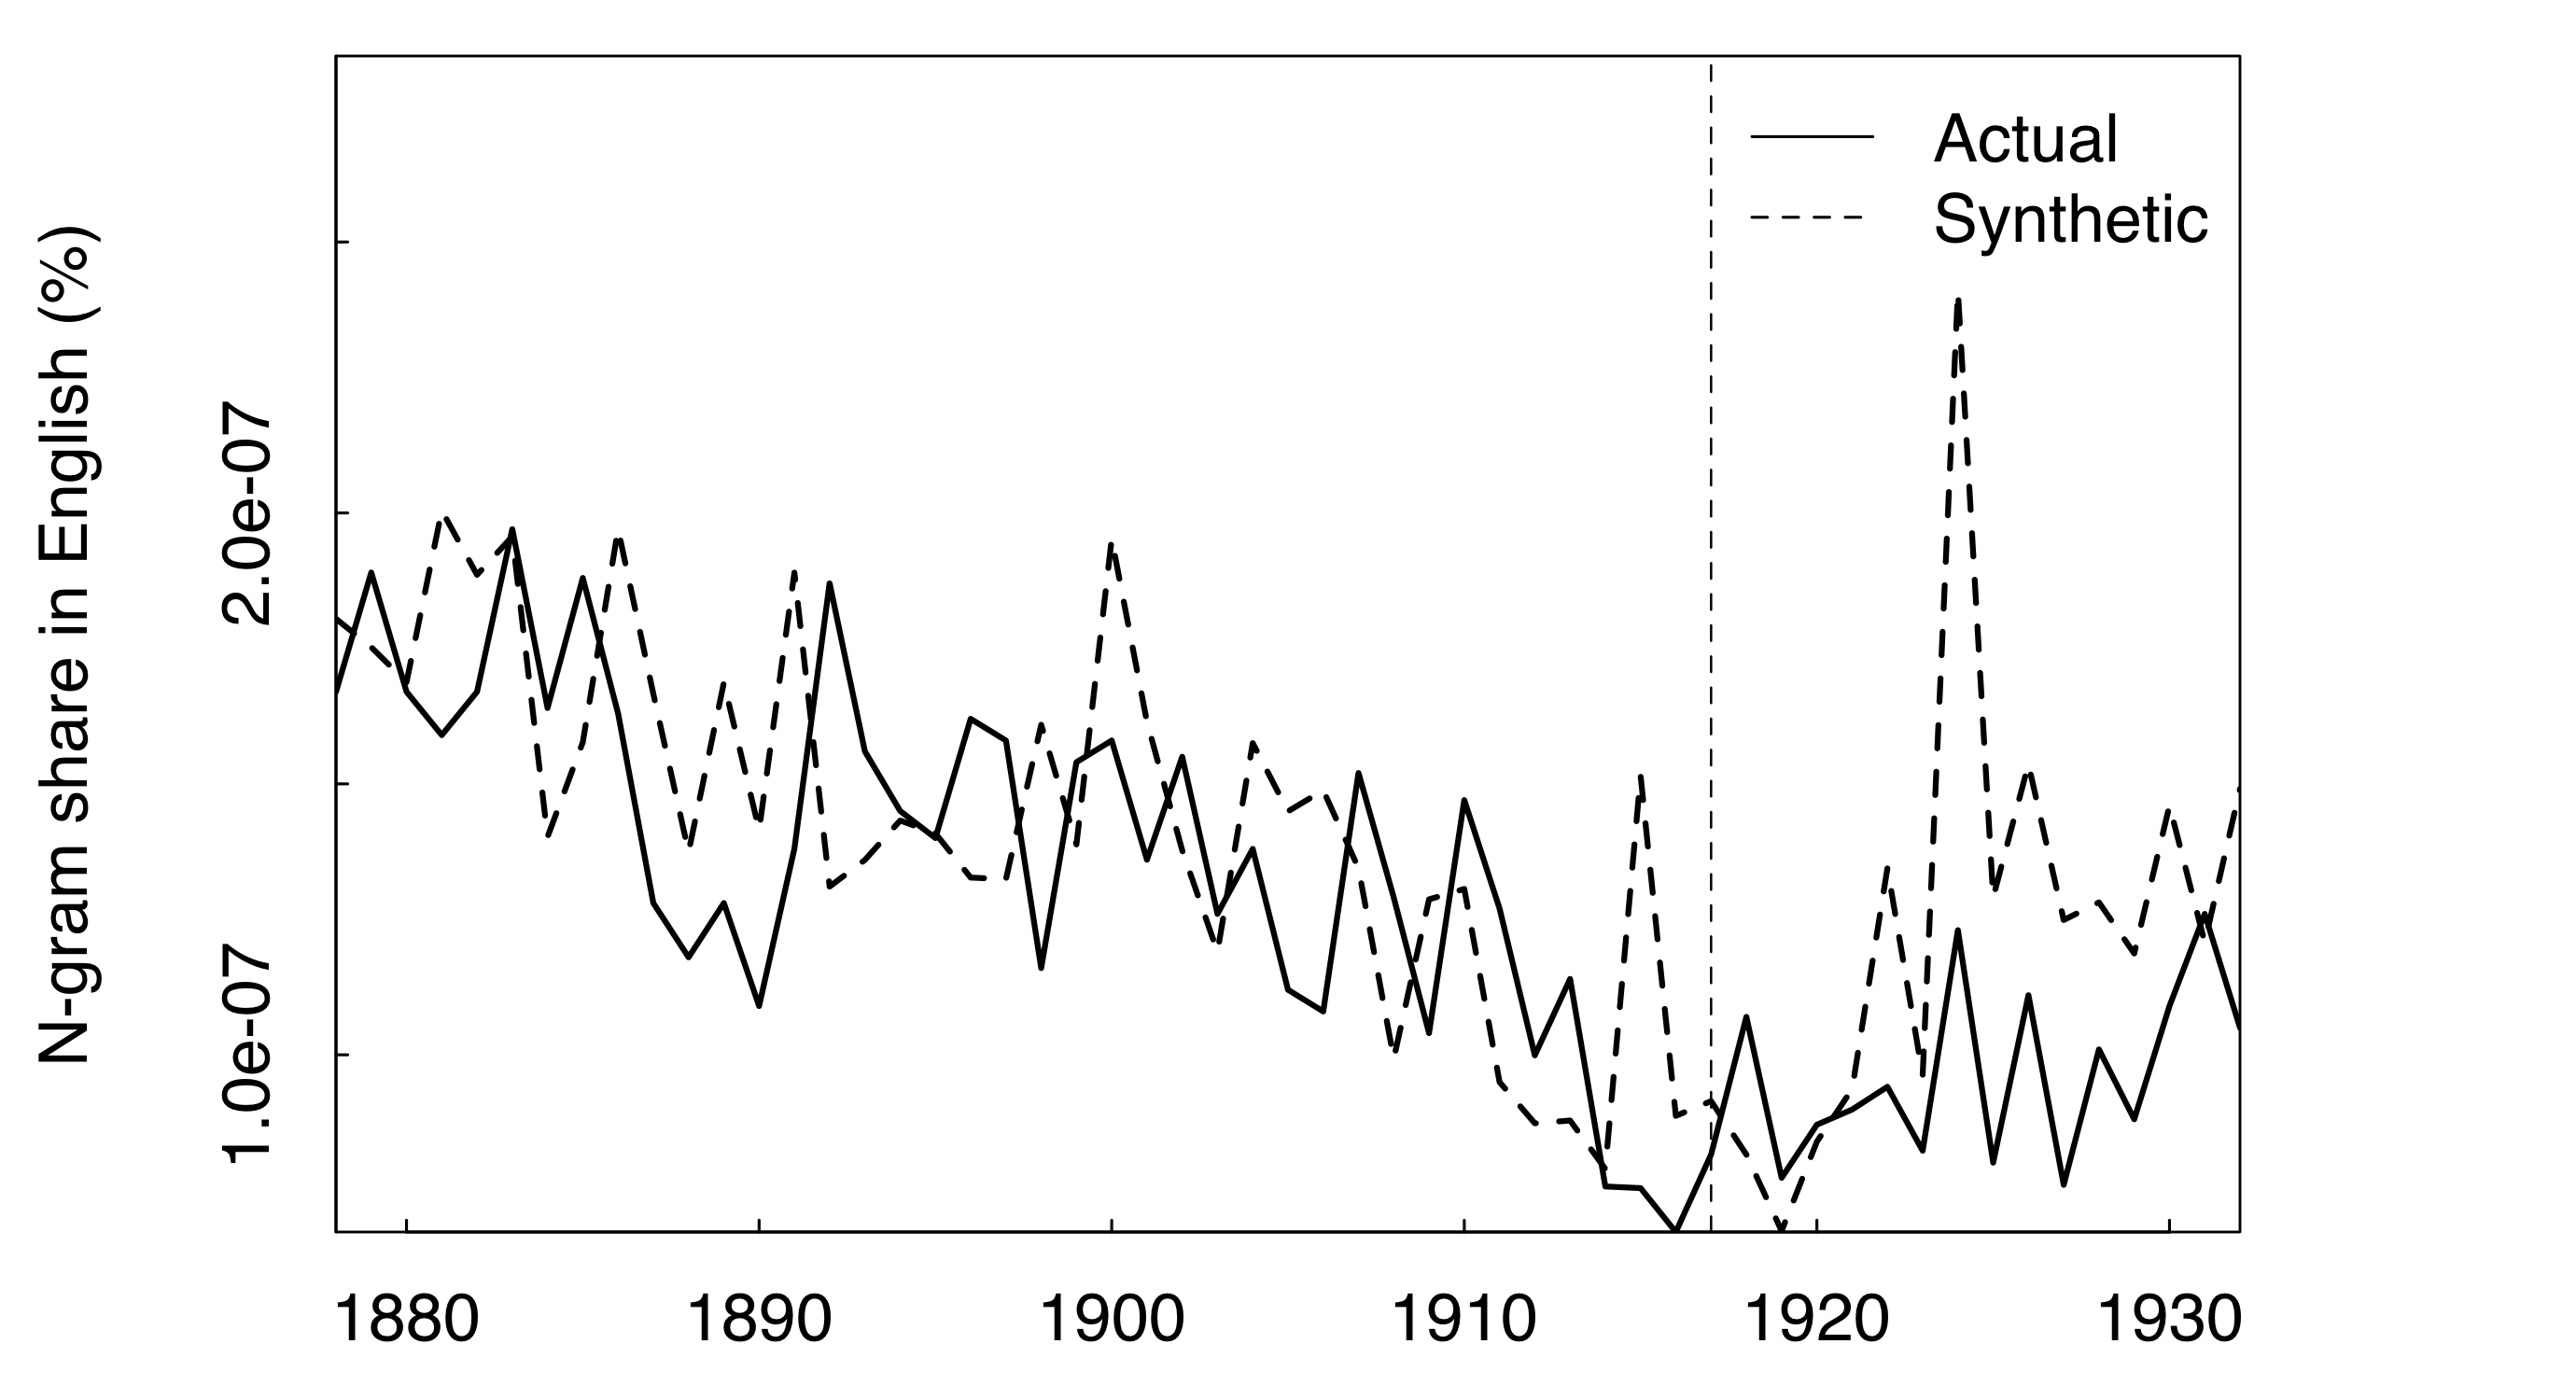 Actual
Synthetic
N-gram share in English (%)
2.0e-07
1.0e-07
1880 1890 1900 1910 1920 1930